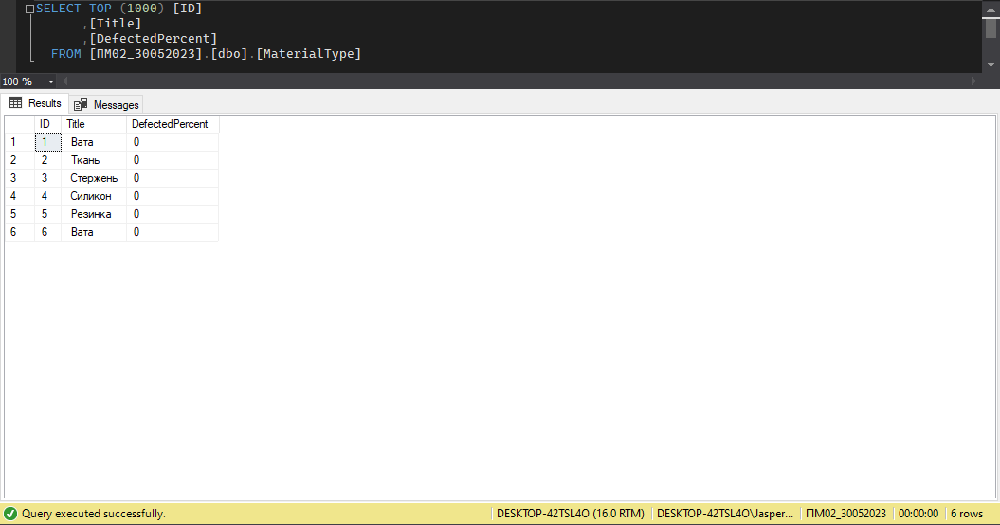 SELECT TOP (1000) [ID]
,[Title]
,[DefectedPercent]
FROM [ПМ02_30052023].[dbo].[MaterialType]
100 %
Results Messages
ID Title DefectedPercent
1 1 Вата 0
2 2 Ткань 0
3 3 Стержень 0
4 4 Силикон 0
5 5 Резинка 0
6 6 Вата 0
Query executed successfully. DESKTOP-42TSL4O (16.0 RTM) DESKTOP-42TSL4O\Jasper... ПМ02_30052023 00:00:00 6 rows